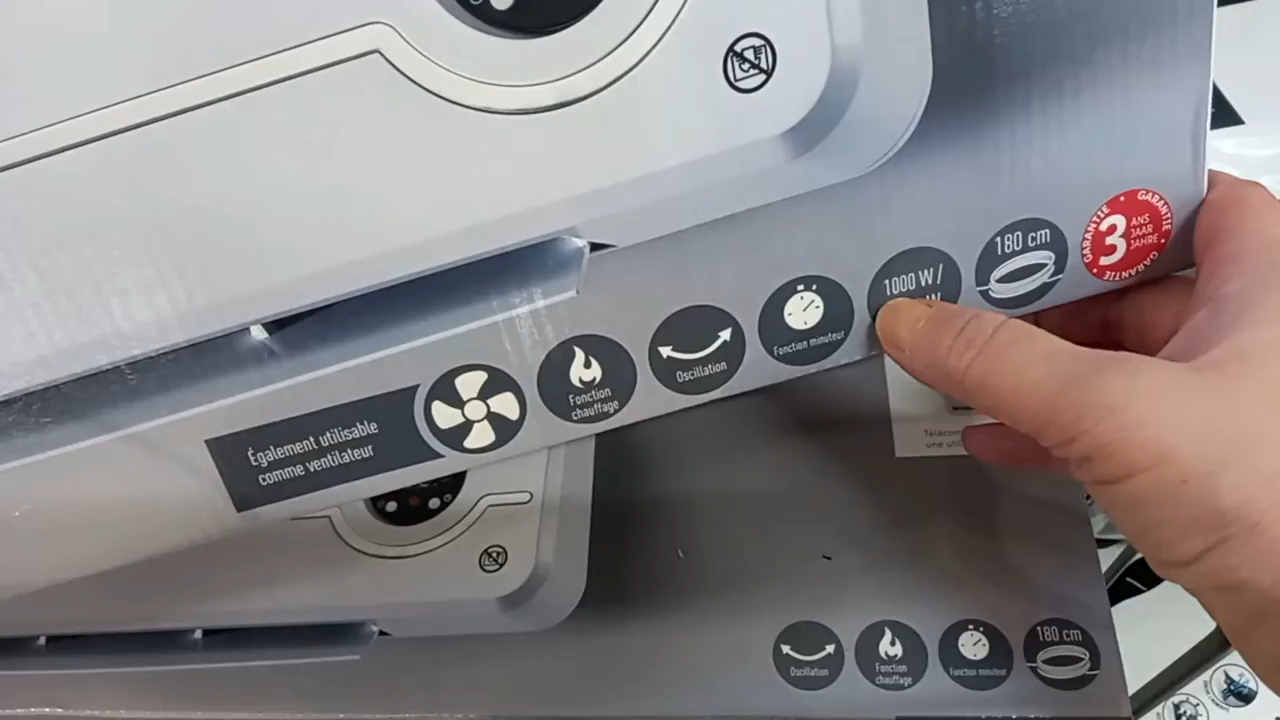 Également utilisable
comme ventilateur
Fonction
chauffage
Oscillation
Fonction minuteur
1000 W /
W
180 cm
GARANTIE
3
ANS
JAAR
JAHRE
GARANTIE
GARANTIE
Oscillation
Fonction
chauffage
Fonction minuteur
180 cm